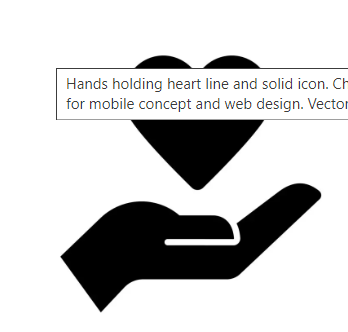 Hands holding heart line and solid icon. Ch
for mobile concept and web design. Vector